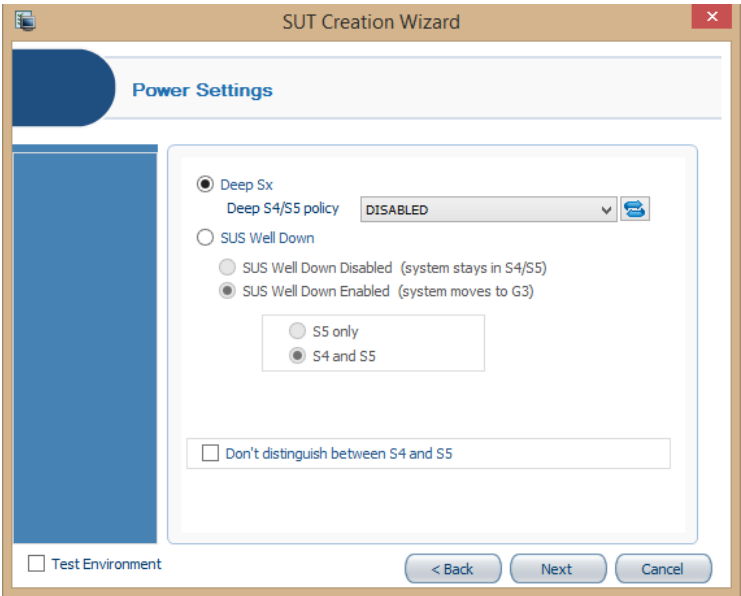 SUT Creation Wizard
Power Settings
Deep Sx
Deep S4/S5 policy DISABLED
SUS Well Down
SUS Well Down Disabled (system stays in S4/S5)
SUS Well Down Enabled (system moves to G3)
S5 only
S4 and S5
Don't distinguish between S4 and S5
Test Environment < Back Next Cancel